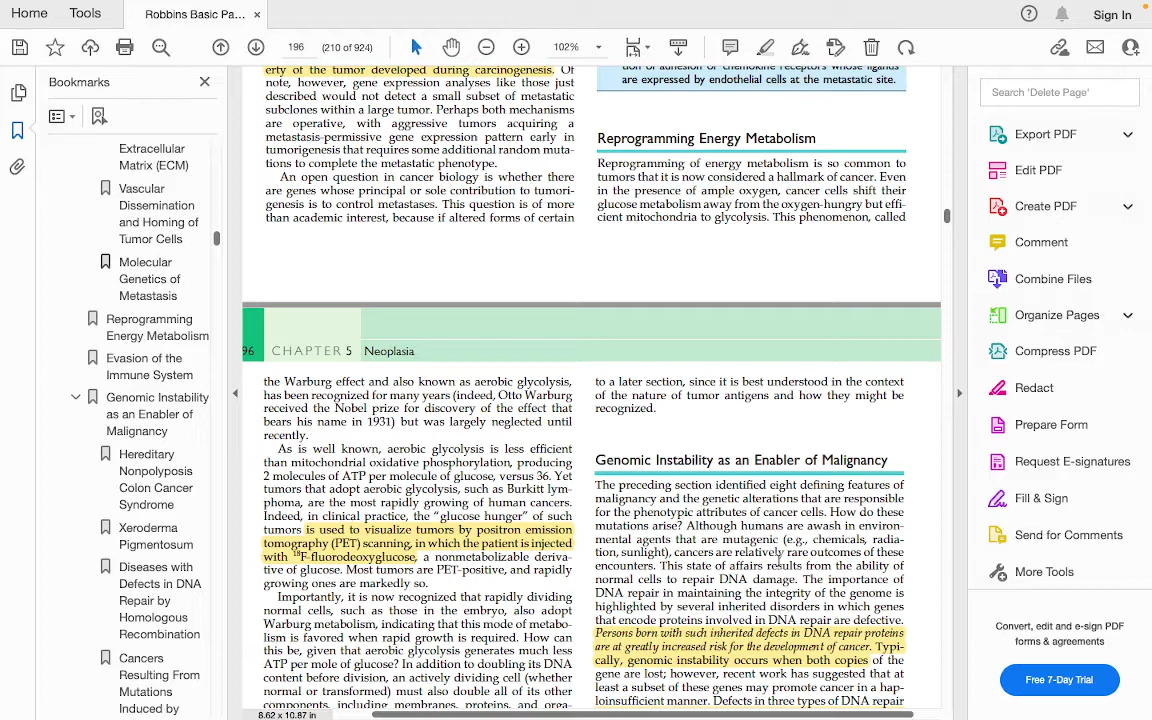 Home
Tools
Robbins Basic Pa...
Sign In
196
(210 of 924)
102%
Bookmarks
Extracellular
Matrix (ECM)
Vascular
Dissemination
and Homing of
Tumor Cells
Molecular
Genetics of
Metastasis
Reprogramming
Energy Metabolism
Evasion of the
Immune System
Genomic Instability
as an Enabler of
Malignancy
Hereditary
Nonpolyposis
Colon Cancer
Syndrome
Xeroderma
Pigmentosum
Diseases with
Defects in DNA
Repair by
Homologous
Recombination
Cancers
Resulting From
Mutations
Induced by
erty of the tumor developed during carcinogenesis. Of
note, however, gene expression analyses like those just
described would not detect a small subset of metastatic
subclones within a large tumor. Perhaps both mechanisms
are operative, with aggressive tumors acquiring a
metastasis-permissive gene expression pattern early in
tumorigenesis that requires some additional random muta-
tions to complete the metastatic phenotype.
An open question in cancer biology is whether there
are genes whose principal or sole contribution to tumori-
genesis is to control metastases. This question is of more
than academic interest, because if altered forms of certain
tion of adhesion or chemokine receptors whose ligands
are expressed by endothelial cells at the metastatic site.
Reprogramming Energy Metabolism
Reprogramming of energy metabolism is so common to
tumors that it is now considered a hallmark of cancer. Even
in the presence of ample oxygen, cancer cells shift their
glucose metabolism away from the oxygen-hungry but effi-
cient mitochondria to glycolysis. This phenomenon, called
96 CHAPTER 5 Neoplasia
the Warburg effect and also known as aerobic glycolysis,
has been recognized for many years (indeed, Otto Warburg
received the Nobel prize for discovery of the effect that
bears his name in 1931) but was largely neglected until
recently.
As is well known, aerobic glycolysis is less efficient
than mitochondrial oxidative phosphorylation, producing
2 molecules of ATP per molecule of glucose, versus 36. Yet
tumors that adopt aerobic glycolysis, such as Burkitt lym-
phoma, are the most rapidly growing of human cancers.
Indeed, in clinical practice, the “glucose hunger” of such
tumors is used to visualize tumors by positron emission
tomography (PET) scanning, in which the patient is injected
with ¹⁸F-fluorodeoxyglucose, a nonmetabolizable deriva-
tive of glucose. Most tumors are PET-positive, and rapidly
growing ones are markedly so.
Importantly, it is now recognized that rapidly dividing
normal cells, such as those in the embryo, also adopt
Warburg metabolism, indicating that this mode of metabo-
lism is favored when rapid growth is required. How can
this be, given that aerobic glycolysis generates much less
ATP per mole of glucose? In addition to doubling its DNA
content before division, an actively dividing cell (whether
normal or transformed) must also double all of its other
components, including membranes, proteins, and orga-
to a later section, since it is best understood in the context
of the nature of tumor antigens and how they might be
recognized.
Genomic Instability as an Enabler of Malignancy
The preceding section identified eight defining features of
malignancy and the genetic alterations that are responsible
for the phenotypic attributes of cancer cells. How do these
mutations arise? Although humans are awash in environ-
mental agents that are mutagenic (e.g., chemicals, radia-
tion, sunlight), cancers are relatively rare outcomes of these
encounters. This state of affairs results from the ability of
normal cells to repair DNA damage. The importance of
DNA repair in maintaining the integrity of the genome is
highlighted by several inherited disorders in which genes
that encode proteins involved in DNA repair are defective.
Persons born with such inherited defects in DNA repair proteins
are at greatly increased risk for the development of cancer. Typi-
cally, genomic instability occurs when both copies of the
gene are lost; however, recent work has suggested that at
least a subset of these genes may promote cancer in a hap-
loinsufficient manner. Defects in three types of DNA repair
8.62 x 10.87 in
Search 'Delete Page'
Export PDF
Edit PDF
Create PDF
Comment
Combine Files
Organize Pages
Compress PDF
Redact
Prepare Form
Request E-signatures
Fill & Sign
Send for Comments
More Tools
Convert, edit and e-sign PDF
forms & agreements
Free 7-Day Trial